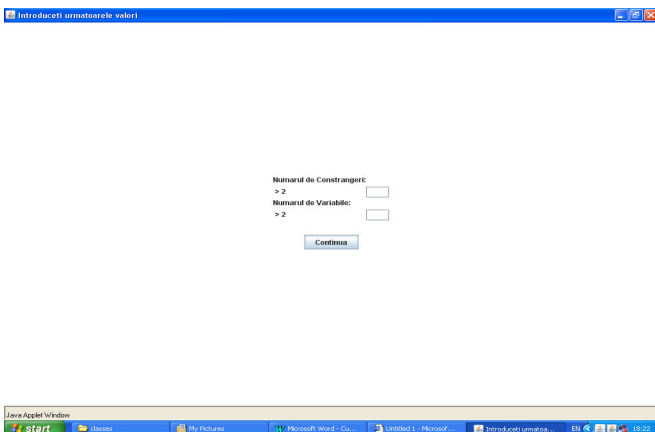 Introduceti urmatoarele valori
Numarul de Constrangeri:
> 2
Numarul de Variabile:
> 2
Continua
Java Applet Window
start
classes
My Pictures
Microsoft Word - Cu...
Untitled 1 - Microsof...
Introduceti urmatoa...
EN
18:22